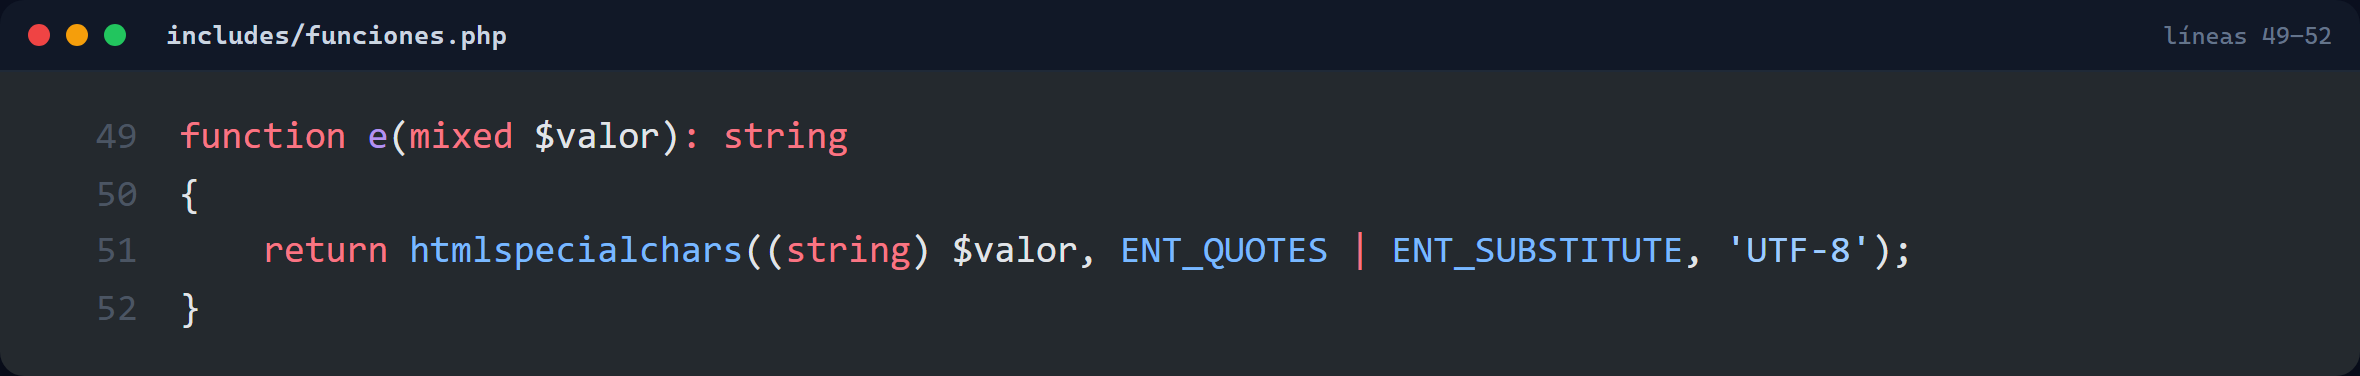 includes/funciones.php
líneas 49–52
49 function e(mixed $valor): string
50 {
51     return htmlspecialchars((string) $valor, ENT_QUOTES | ENT_SUBSTITUTE, 'UTF-8');
52 }